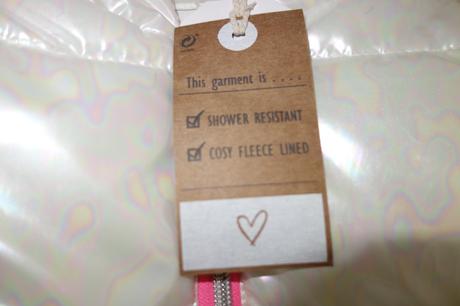 This garment is ....
SHOWER RESISTANT
COSY FLEECE LINED